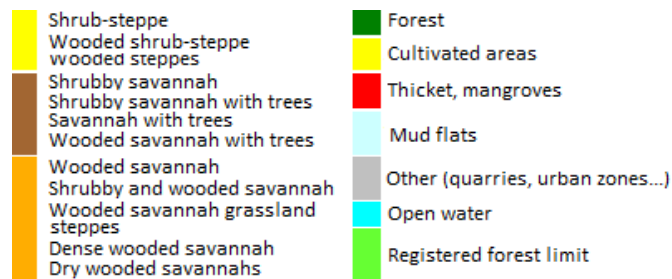 Shrub-steppe
Wooded shrub-steppe
Wooded steppes
Shrubby savannah
Shrubby savannah with trees
Savannah with trees
Wooded savannah with trees
Wooded savannah
Shrubby and wooded savannah
Wooded savannah grassland
steppes
Dense wooded savannah
Dry wooded savannahs
Forest
Cultivated areas
Thicket, mangroves
Mud flats
Other (quarries, urban zones...)
Open water
Registered forest limit